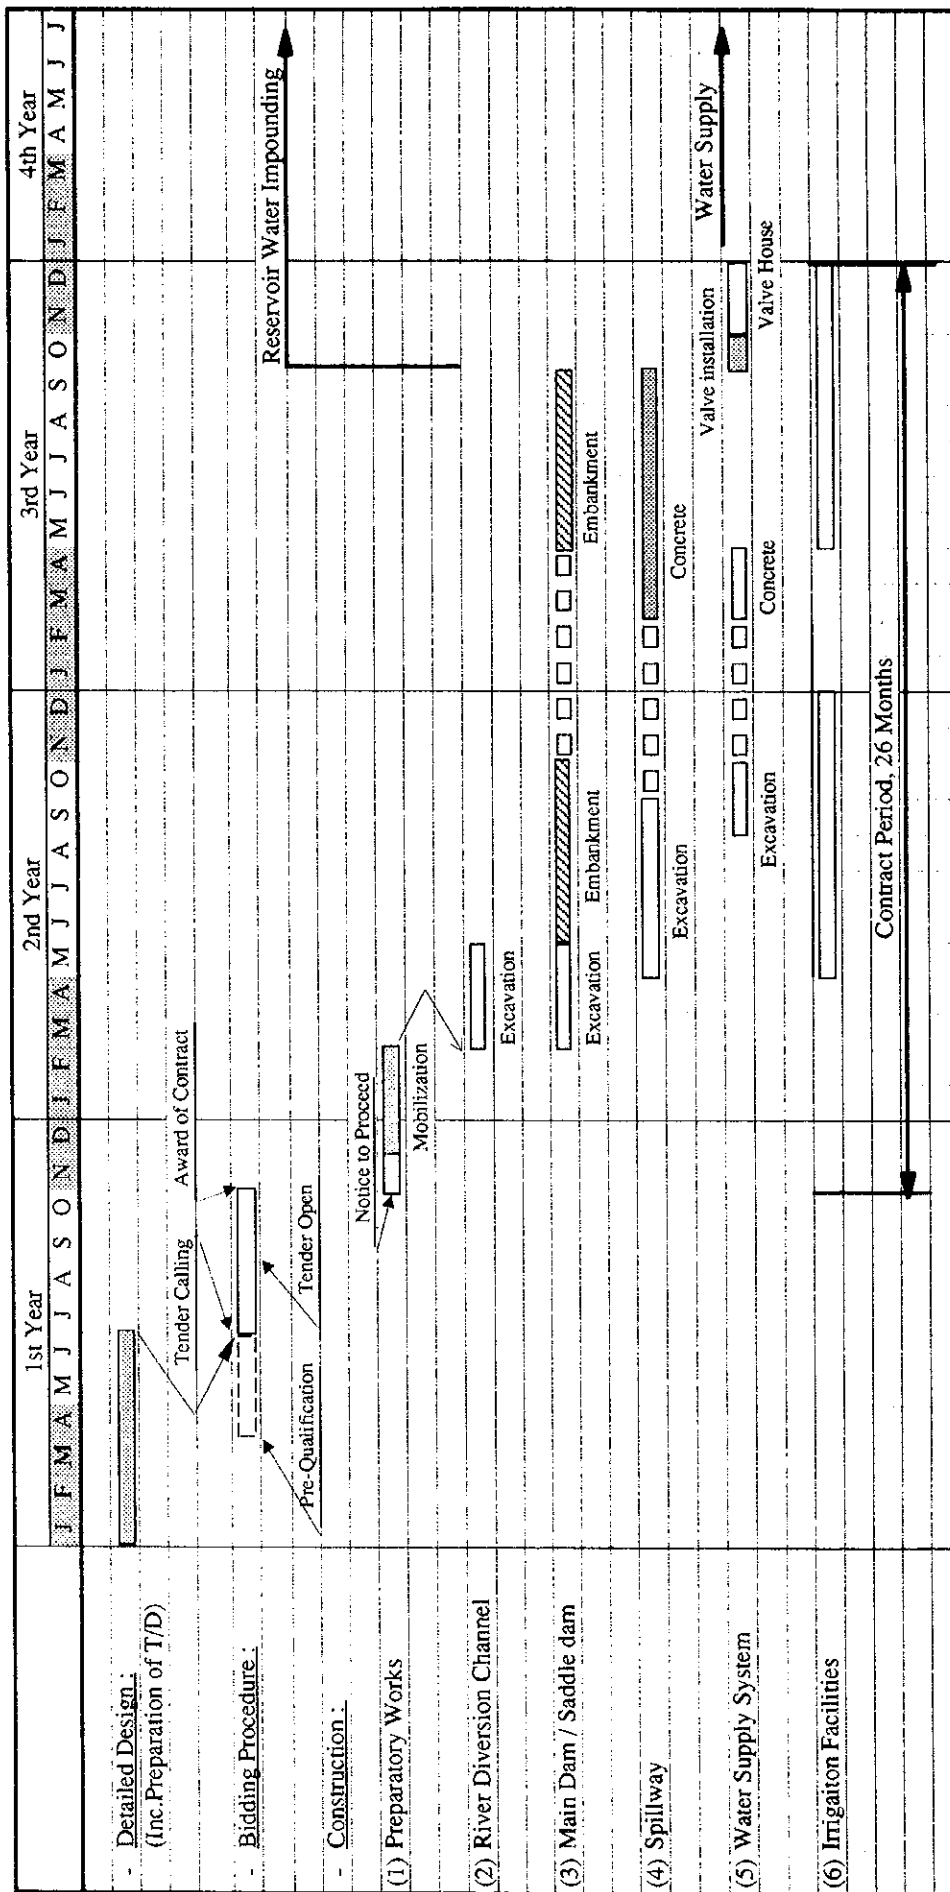 1st Year 2nd Year 3rd Year 4th Year
J F M A M J J A S O N D J F M A M J J A S O N D J F M A M J J A S O N D J F M A M J J
- Detailed Design :
(Inc.Preparation of T/D)
Tender Calling
Award of Contract
- Bidding Procedure :
Pre-Qualification
Tender Open
Reservoir Water Impounding
- Construction :
Notice to Proceed
(1) Preparatory Works
Mobilization
(2) River Diversion Channel
Excavation
(3) Main Dam / Saddle dam
Excavation Embankment Embankment
(4) Spillway
Excavation Concrete
Valve installation
Water Supply
(5) Water Supply System
Excavation Concrete Valve House
(6) Irrigaiton Facilities
Contract Period, 26 Months